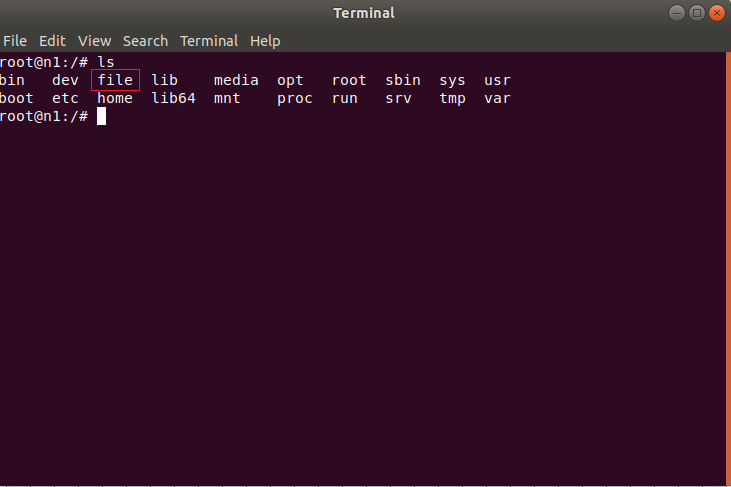 Terminal
File Edit View Search Terminal Help
root@n1:/# ls
bin dev file lib media opt root sbin sys usr
boot etc home lib64 mnt proc run srv tmp var
root@n1:/#